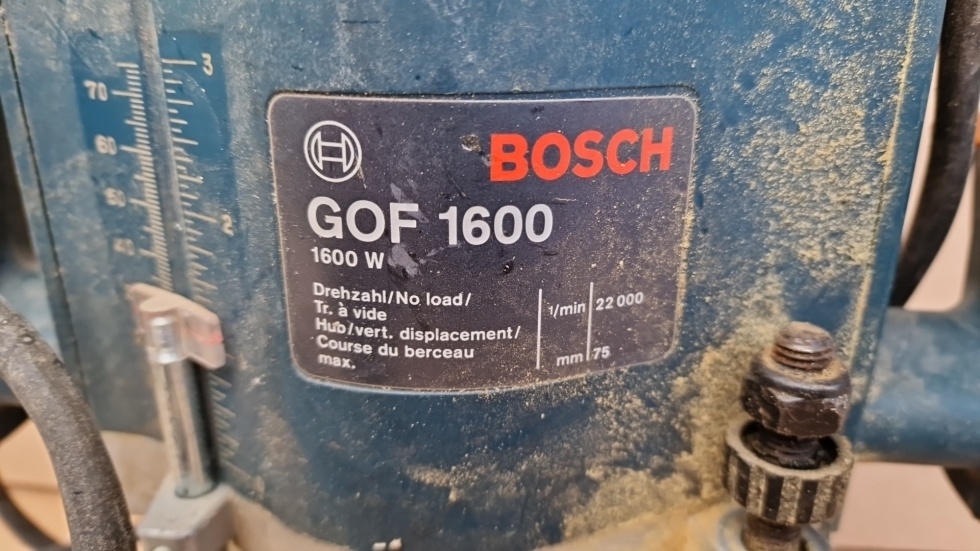 70
60
50
3
2
BOSCH
GOF 1600
1600 W
Drehzahl/No load/
Tr. à vide
1/min 22 000
Hub/vert. displacement/
Course du berceau
max.
mm 75